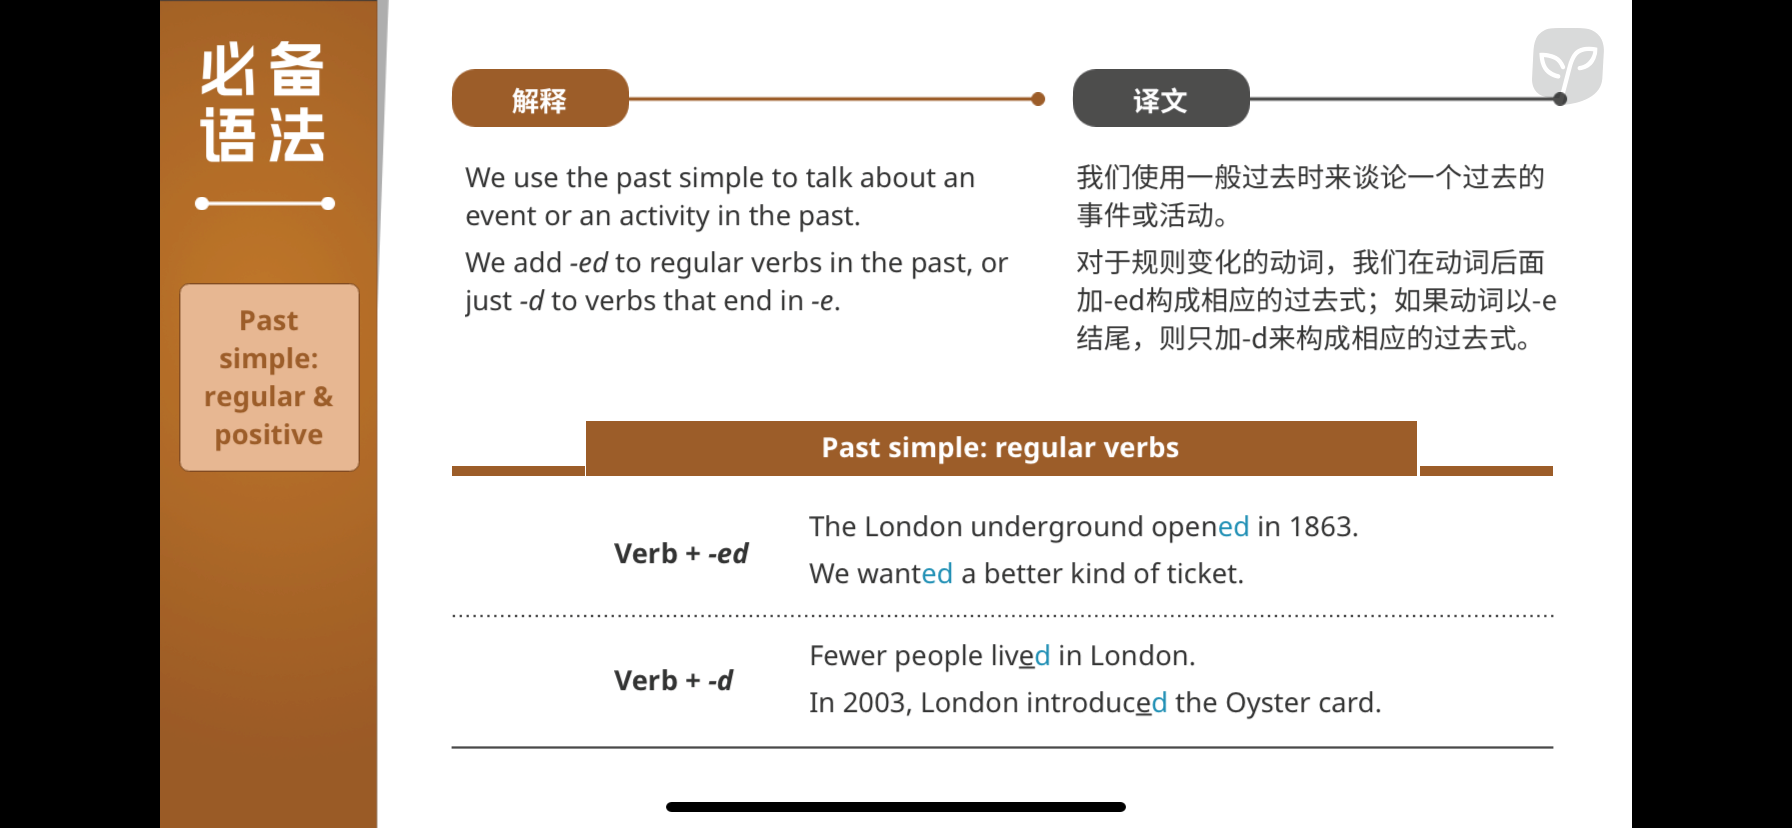 必备
语法
Past
simple:
regular &
positive
解释
We use the past simple to talk about an
event or an activity in the past.
We add -ed to regular verbs in the past, or
just -d to verbs that end in -e.
译文
我们使用一般过去时来谈论一个过去的
事件或活动。
对于规则变化的动词，我们在动词后面
加-ed构成相应的过去式；如果动词以-e
结尾，则只加-d来构成相应的过去式。
Past simple: regular verbs
Verb + -ed
The London underground opened in 1863.
We wanted a better kind of ticket.
Verb + -d
Fewer people lived in London.
In 2003, London introduced the Oyster card.